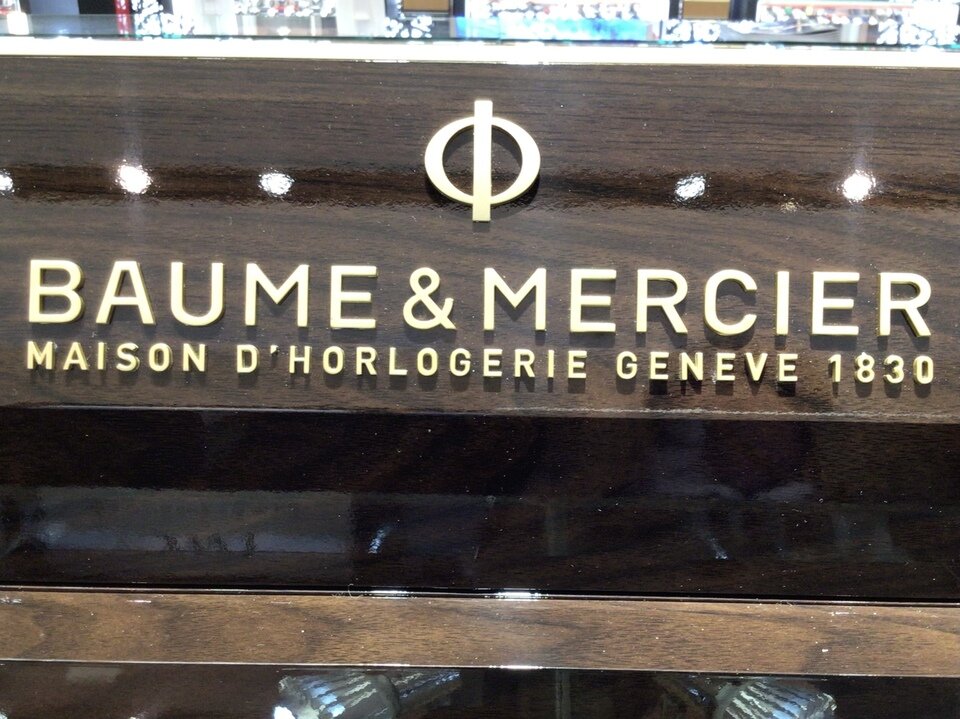 BAUME & MERCIER
MAISON D'HORLOGERIE GENEVE 1830